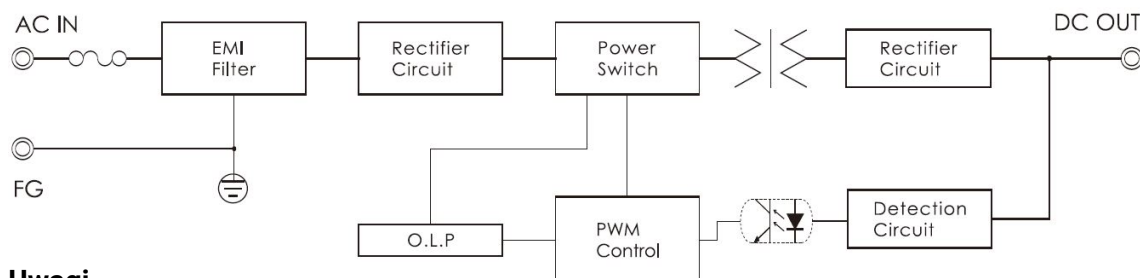 AC IN
DC OUT
EMI
Filter
Rectifier
Circuit
Power
Switch
Rectifier
Circuit
FG
O.L.P
PWM
Control
Detection
Circuit
Uwagi